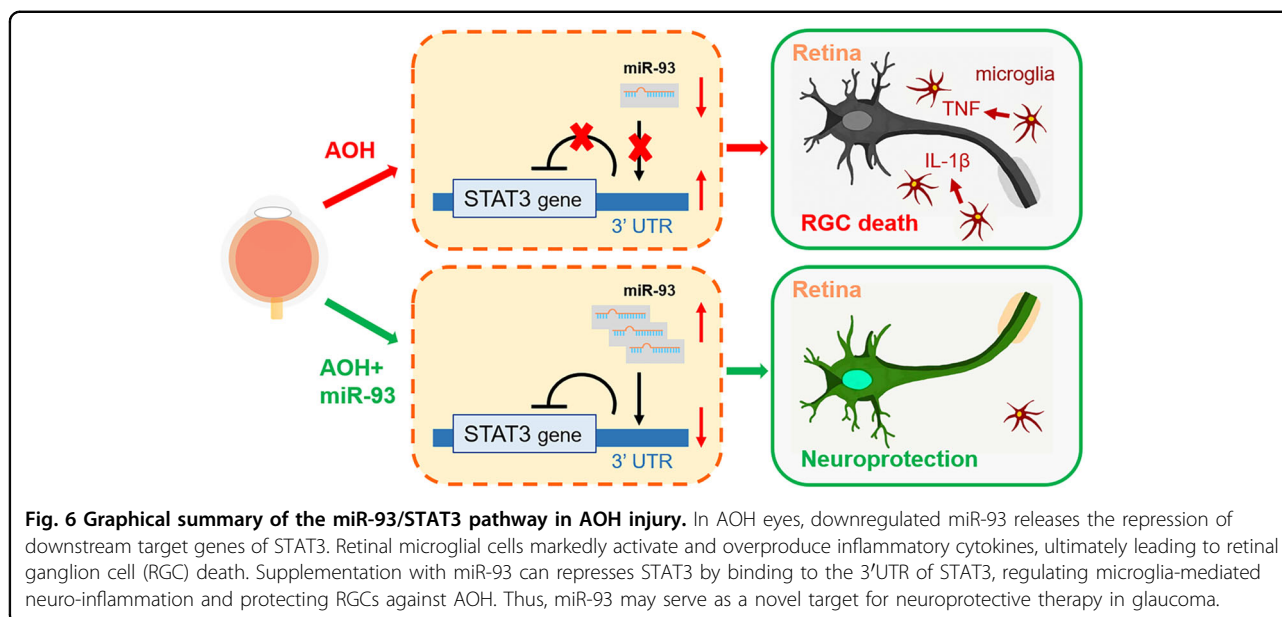 miR-93
AOH
STAT3 gene
3' UTR
Retina
microglia
TNF
IL-1β
RGC death
AOH+
miR-93
miR-93
STAT3 gene
3' UTR
Retina
Neuroprotection
Fig. 6 Graphical summary of the miR-93/STAT3 pathway in AOH injury. In AOH eyes, downregulated miR-93 releases the repression of
downstream target genes of STAT3. Retinal microglial cells markedly activate and overproduce inflammatory cytokines, ultimately leading to retinal
ganglion cell (RGC) death. Supplementation with miR-93 can represses STAT3 by binding to the 3′UTR of STAT3, regulating microglia-mediated
neuro-inflammation and protecting RGCs against AOH. Thus, miR-93 may serve as a novel target for neuroprotective therapy in glaucoma.